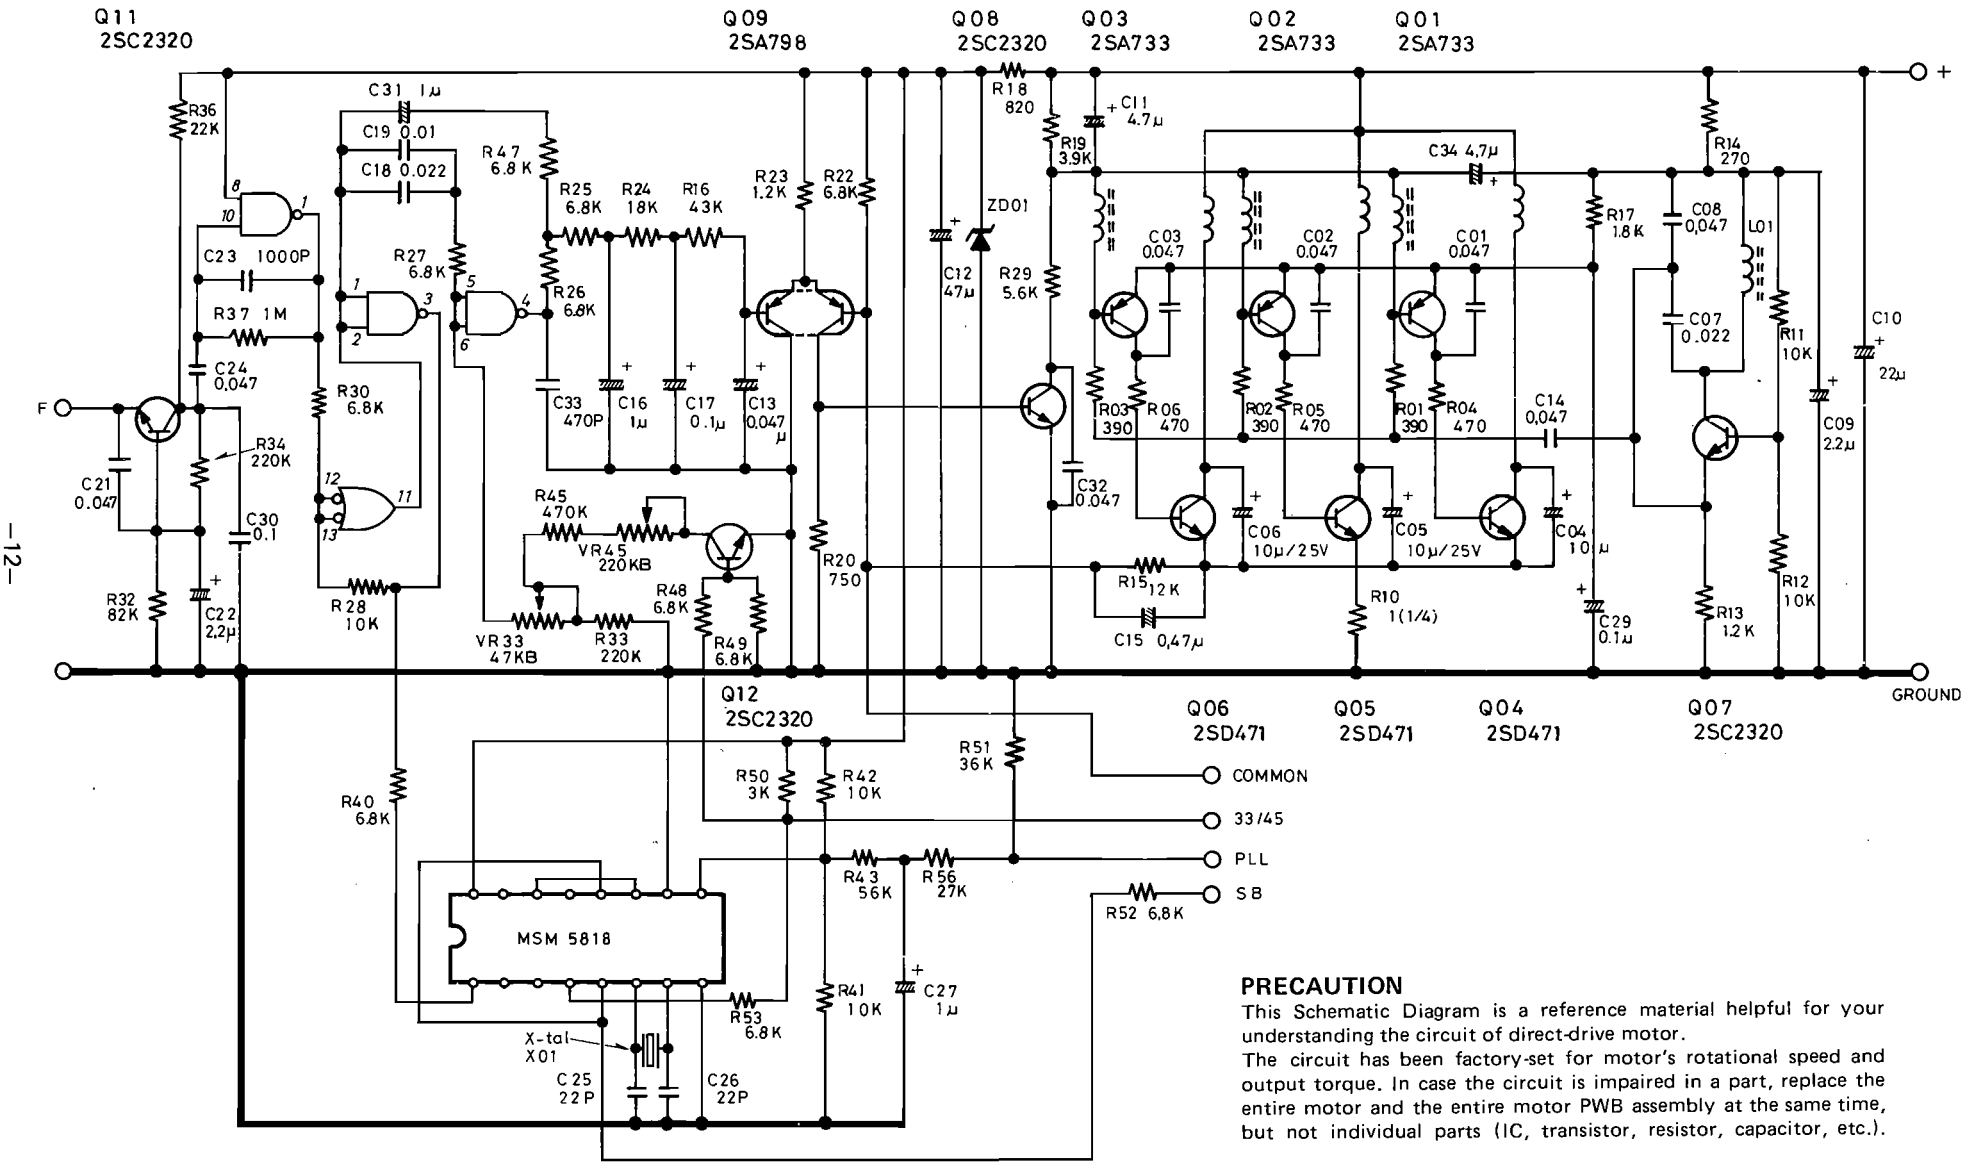 Q11
2SC2320
Q09
2SA798
Q08
2SC2320
Q03
2SA733
Q02
2SA733
Q01
2SA733
+
R36
22K
C31 1μ
C19 0.01
C18 0.022
R47
6.8K
R25
6.8K
R24
18K
R16
43K
R23
1.2K
R22
6.8K
R18
820
+ C11
4.7μ
R19
3.9K
C34 4,7μ
+
R14
270
8
10
1
C23 1000P
R37 1M
R27
6.8K
R26
6.8K
1
2
3
5
6
4
ZD01
+
C12
47μ
R29
5.6K
C03
0.047
C02
0.047
C01
0.047
R17
1.8K
C08
0,047
L01
C07
0.022
R11
10K
C10
+
22μ
C24
0,047
R30
6.8K
C33
470P
+
C16
1μ
+
C17
0.1μ
+
C13
0,047
μ
R03
390
R06
470
R02
390
R05
470
R01
390
R04
470
C14
0,047
+
C09
2.2μ
F
R34
220K
C21
0.047
C30
0.1
12
13
11
R45
470K
VR45
220KB
C32
0.047
+
C06
10μ/25V
+
C05
10μ/25V
+
C04
10μ
-12-
R32
82K
+
C22
2,2μ
R28
10K
VR33
47KB
R33
220K
R48
6.8K
R49
6.8K
R20
750
R15 12K
C15 0,47μ
R10
1(1/4)
+
C29
0.1μ
R13
1.2K
R12
10K
GROUND
Q12
2SC2320
Q06
2SD471
Q05
2SD471
Q04
2SD471
Q07
2SC2320
R40
6.8K
R50
3K
R42
10K
R51
36K
COMMON
33/45
PLL
SB
R43
56K
R56
27K
R52 6,8K
MSM 5818
R53
6.8K
R41
10K
+
C27
1μ
X-tal
X01
C25
22P
C26
22P
PRECAUTION
This Schematic Diagram is a reference material helpful for your
understanding the circuit of direct-drive motor.
The circuit has been factory-set for motor's rotational speed and
output torque. In case the circuit is impaired in a part, replace the
entire motor and the entire motor PWB assembly at the same time,
but not individual parts (IC, transistor, resistor, capacitor, etc.).